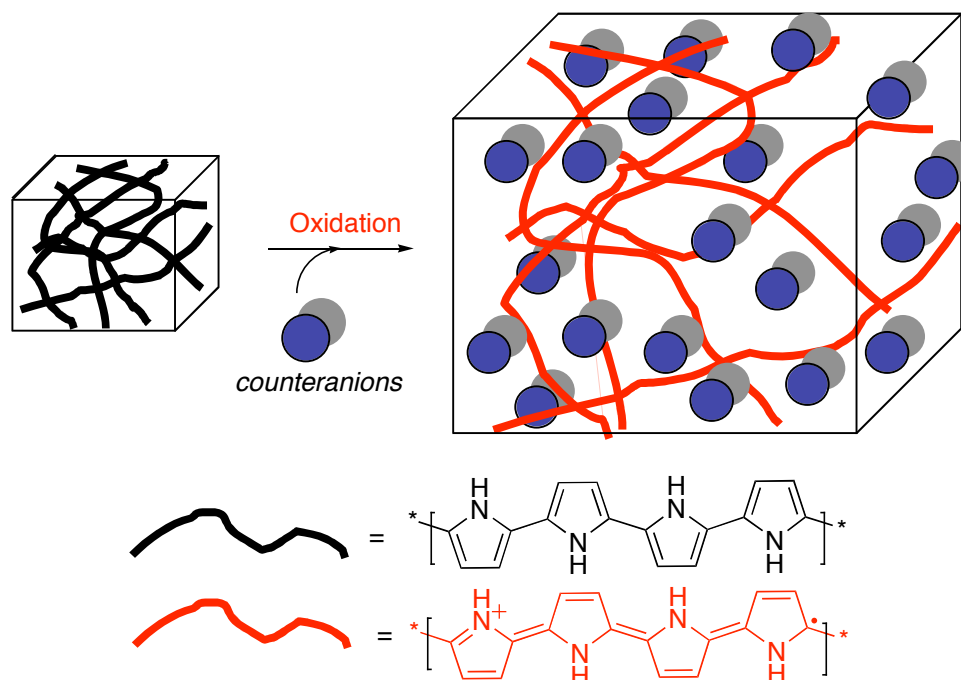 Oxidation
counteranions
= * [ H N N H H N N H ] *
= * [ H N + N H H N N H • ] *